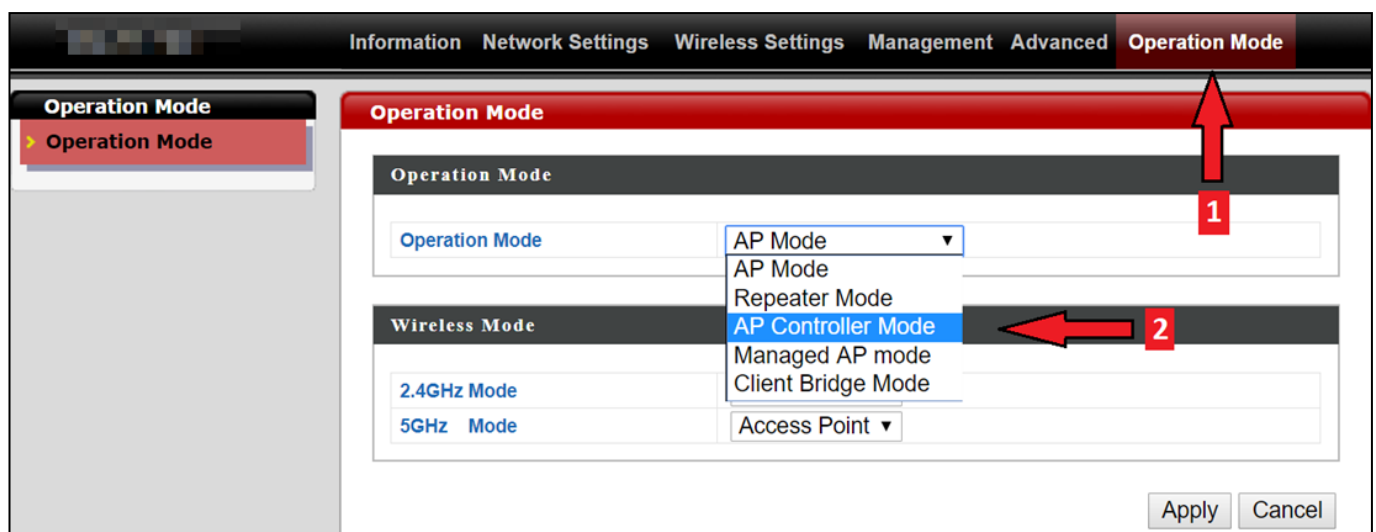 Information Network Settings Wireless Settings Management Advanced Operation Mode
Operation Mode
Operation Mode
Operation Mode
1
Operation Mode
Operation Mode AP Mode
AP Mode
Repeater Mode
AP Controller Mode
2
Managed AP mode
Client Bridge Mode
Wireless Mode
2.4GHz Mode
5GHz Mode Access Point
Apply Cancel